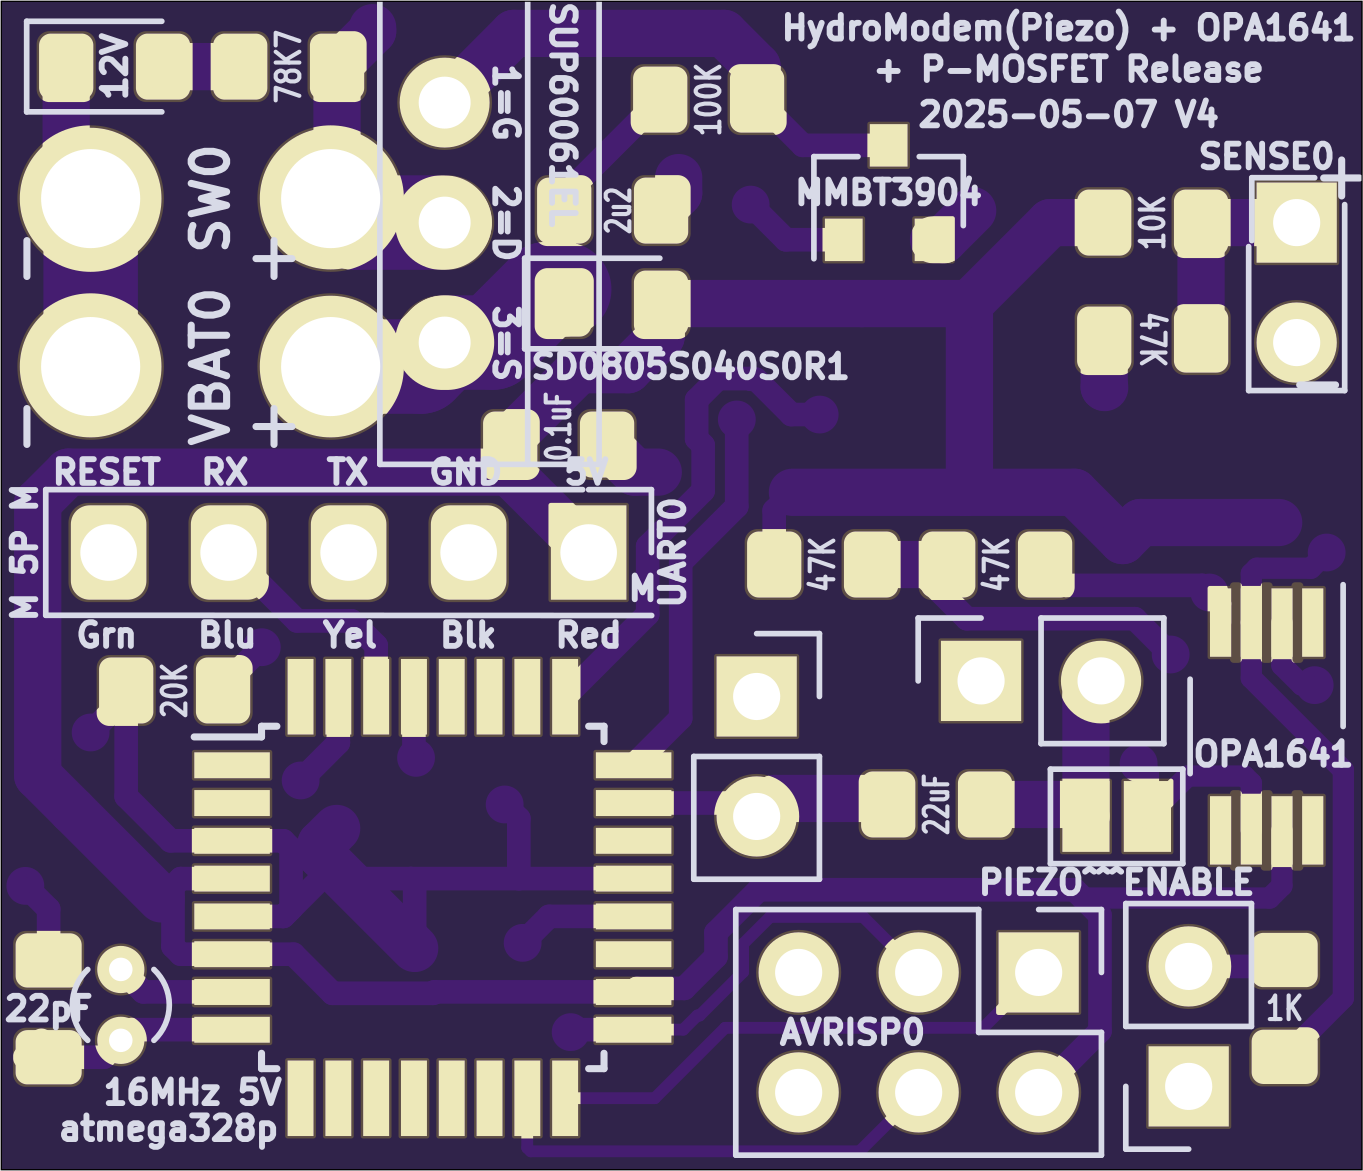 HydroModem(Piezo) + OPA1641
+ P-MOSFET Release
2025-05-07 V4
12V
78K7
SUP60061EL
1=G
2=D
3=S
100K
2u2
MMBT3904
SENSE0
+
10K
47K
-
SW0
- +
VBAT0
- +
SD0805S040S0R1
0.1uF
RESET RX TX GND 5V
M 5P M
UART0
M
Grn Blu Yel Blk Red
47K
47K
20K
OPA1641
22uF
PIEZO^^^ENABLE
22pF
AVRISP0
1K
16MHz 5V
atmega328p